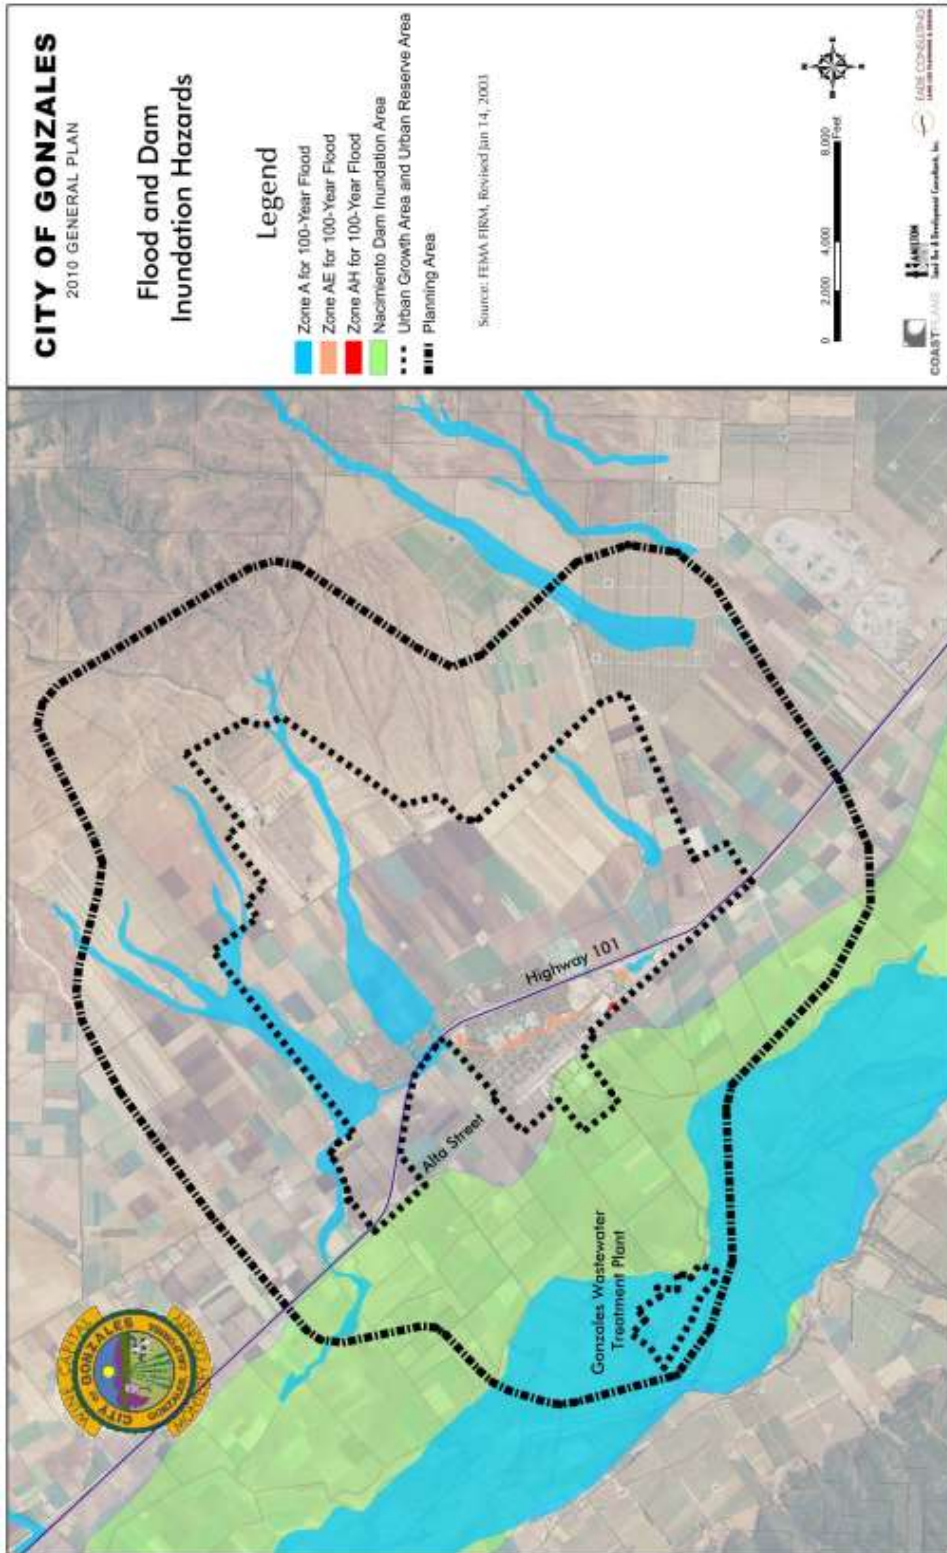 CITY OF GONZALES
2010 GENERAL PLAN
Flood and Dam
Inundation Hazards
Legend
Zone A for 100-Year Flood
Zone AE for 100-Year Flood
Zone AH for 100-Year Flood
Nacimiento Dam Inundation Area
Urban Growth Area and Urban Reserve Area
Planning Area
Source: FEMA FIRM, Revised Jan 14, 2003
0 2,000 4,000 8,000
Feet
COASTPLANS
EADIE CONSULTING
Highway 101
Alta Street
Gonzales Wastewater
Treatment Plant
CITY OF GONZALES